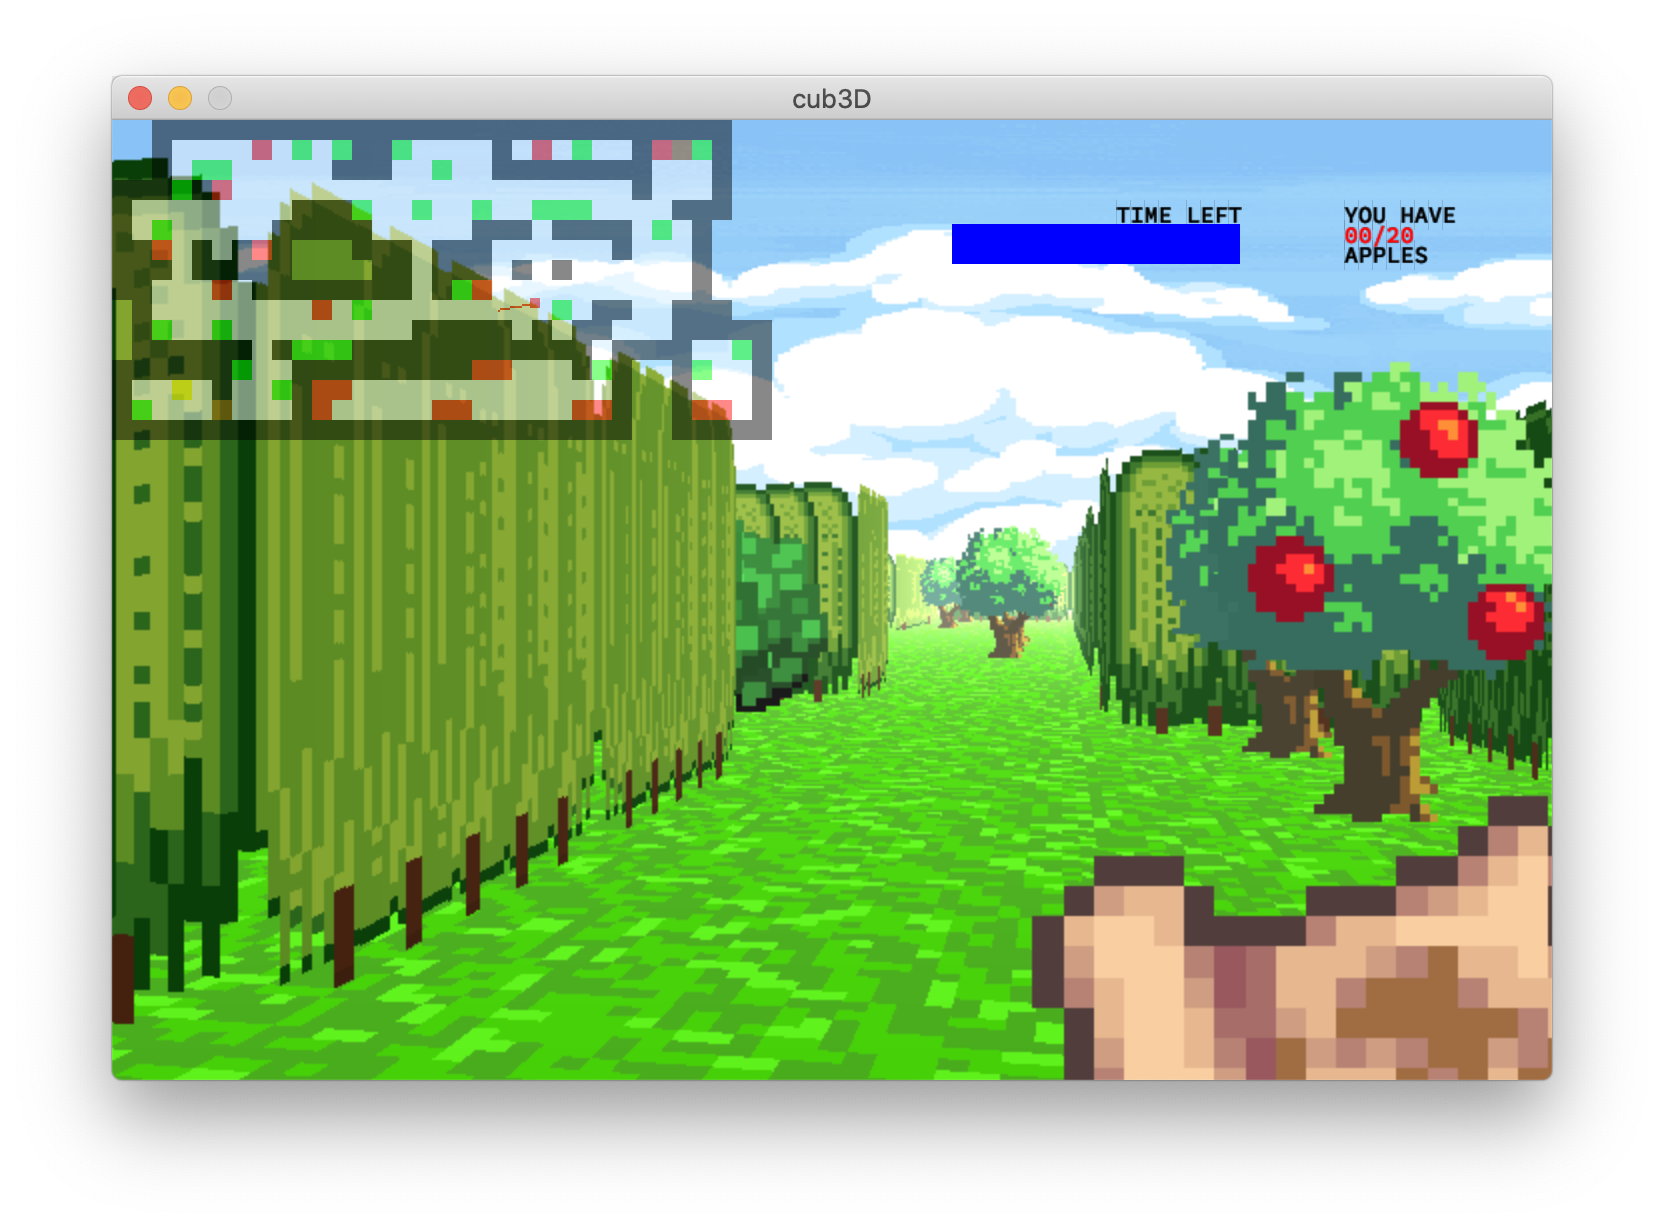 cub3D
TIME LEFT
YOU HAVE
00/20
APPLES